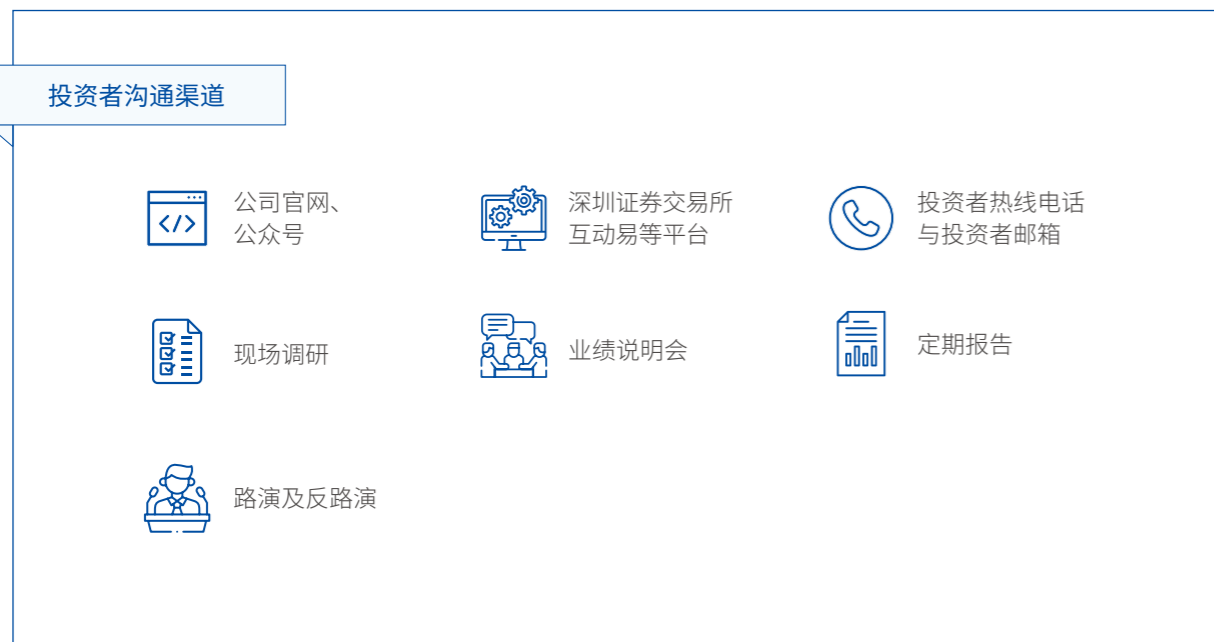 投资者沟通渠道
公司官网、
公众号
深圳证券交易所
互动易等平台
投资者热线电话
与投资者邮箱
现场调研
业绩说明会
定期报告
路演及反路演